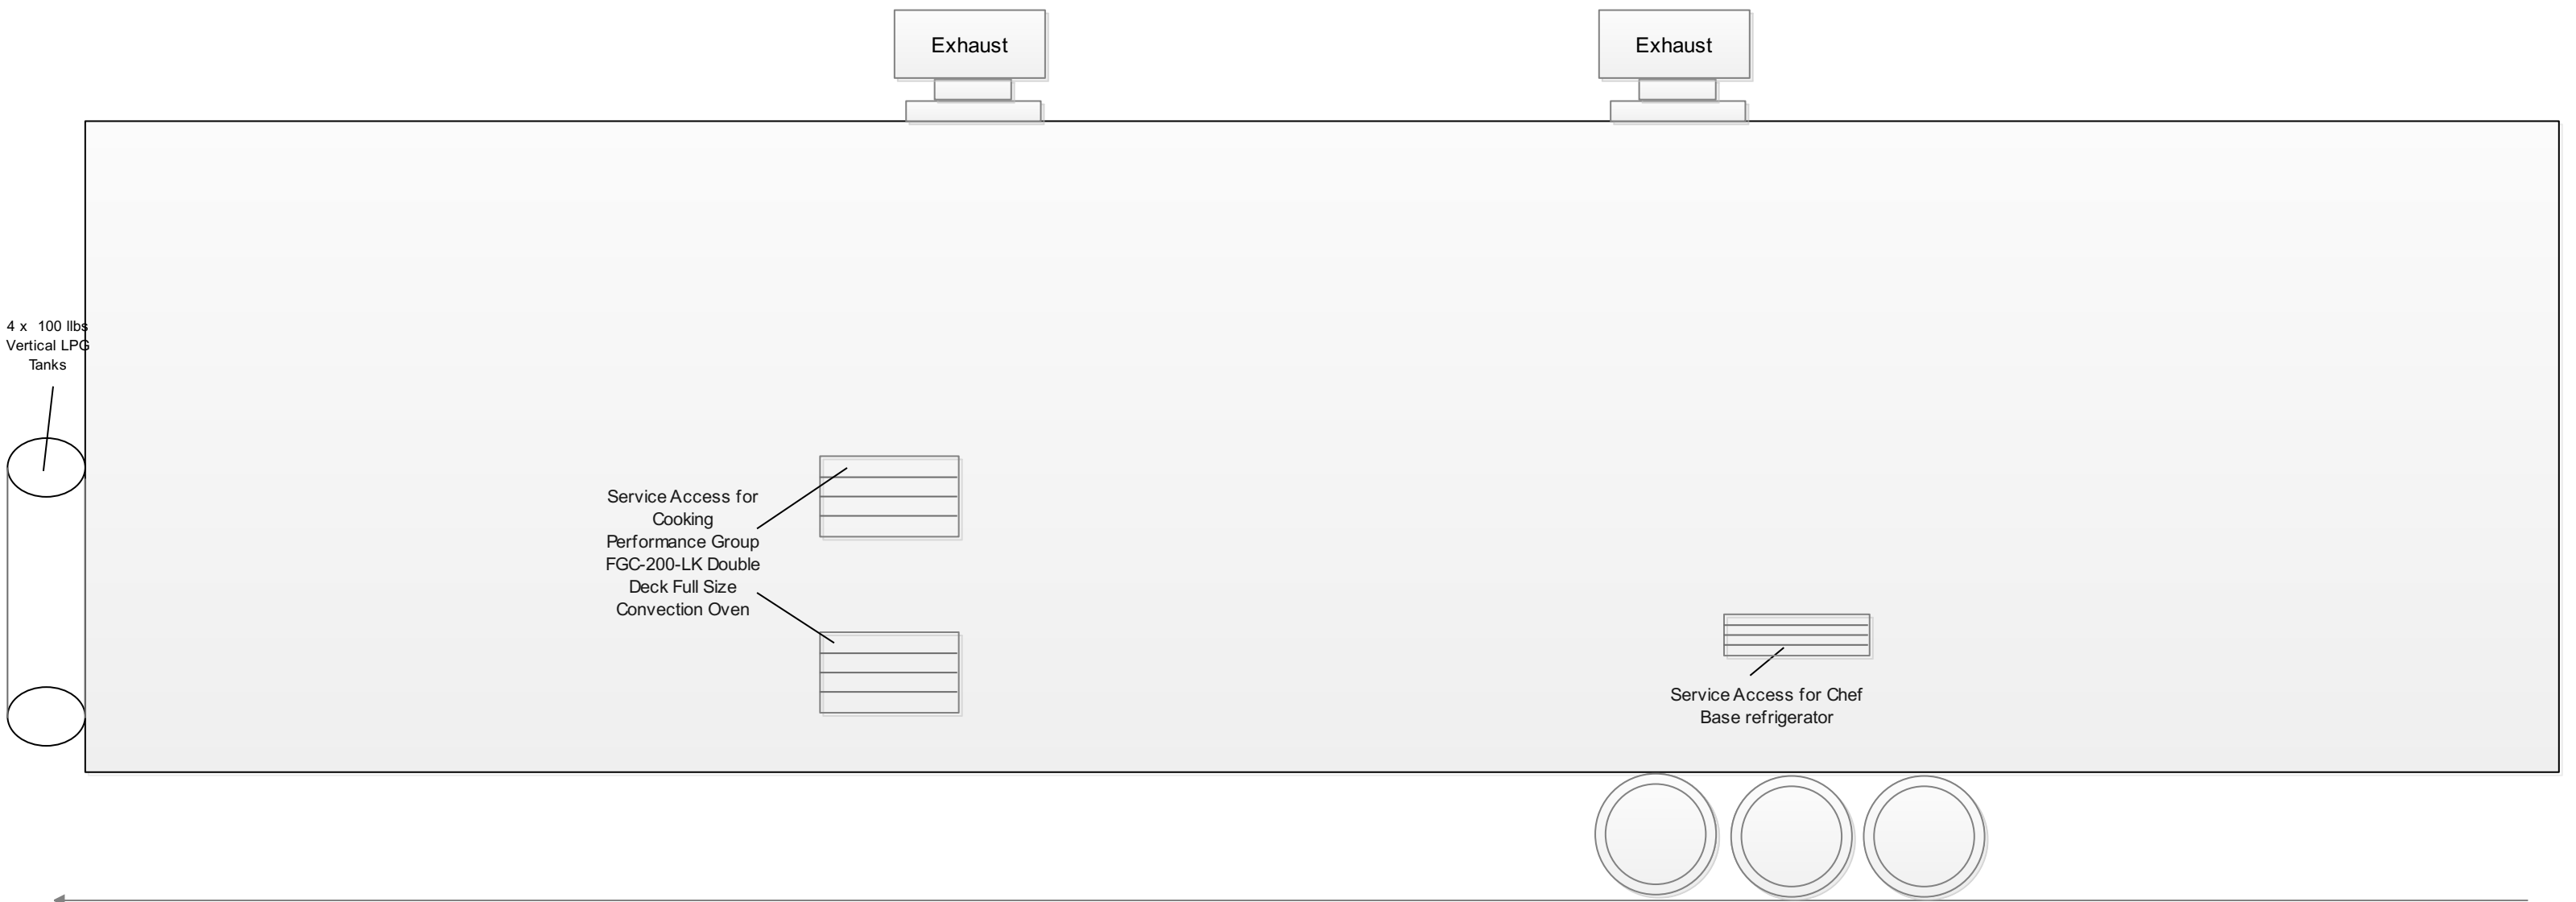 Exhaust
Exhaust
4 x 100 llbs
Vertical LPG
Tanks
Service Access for
Cooking
Performance Group
FGC-200-LK Double
Deck Full Size
Convection Oven
Service Access for Chef
Base refrigerator